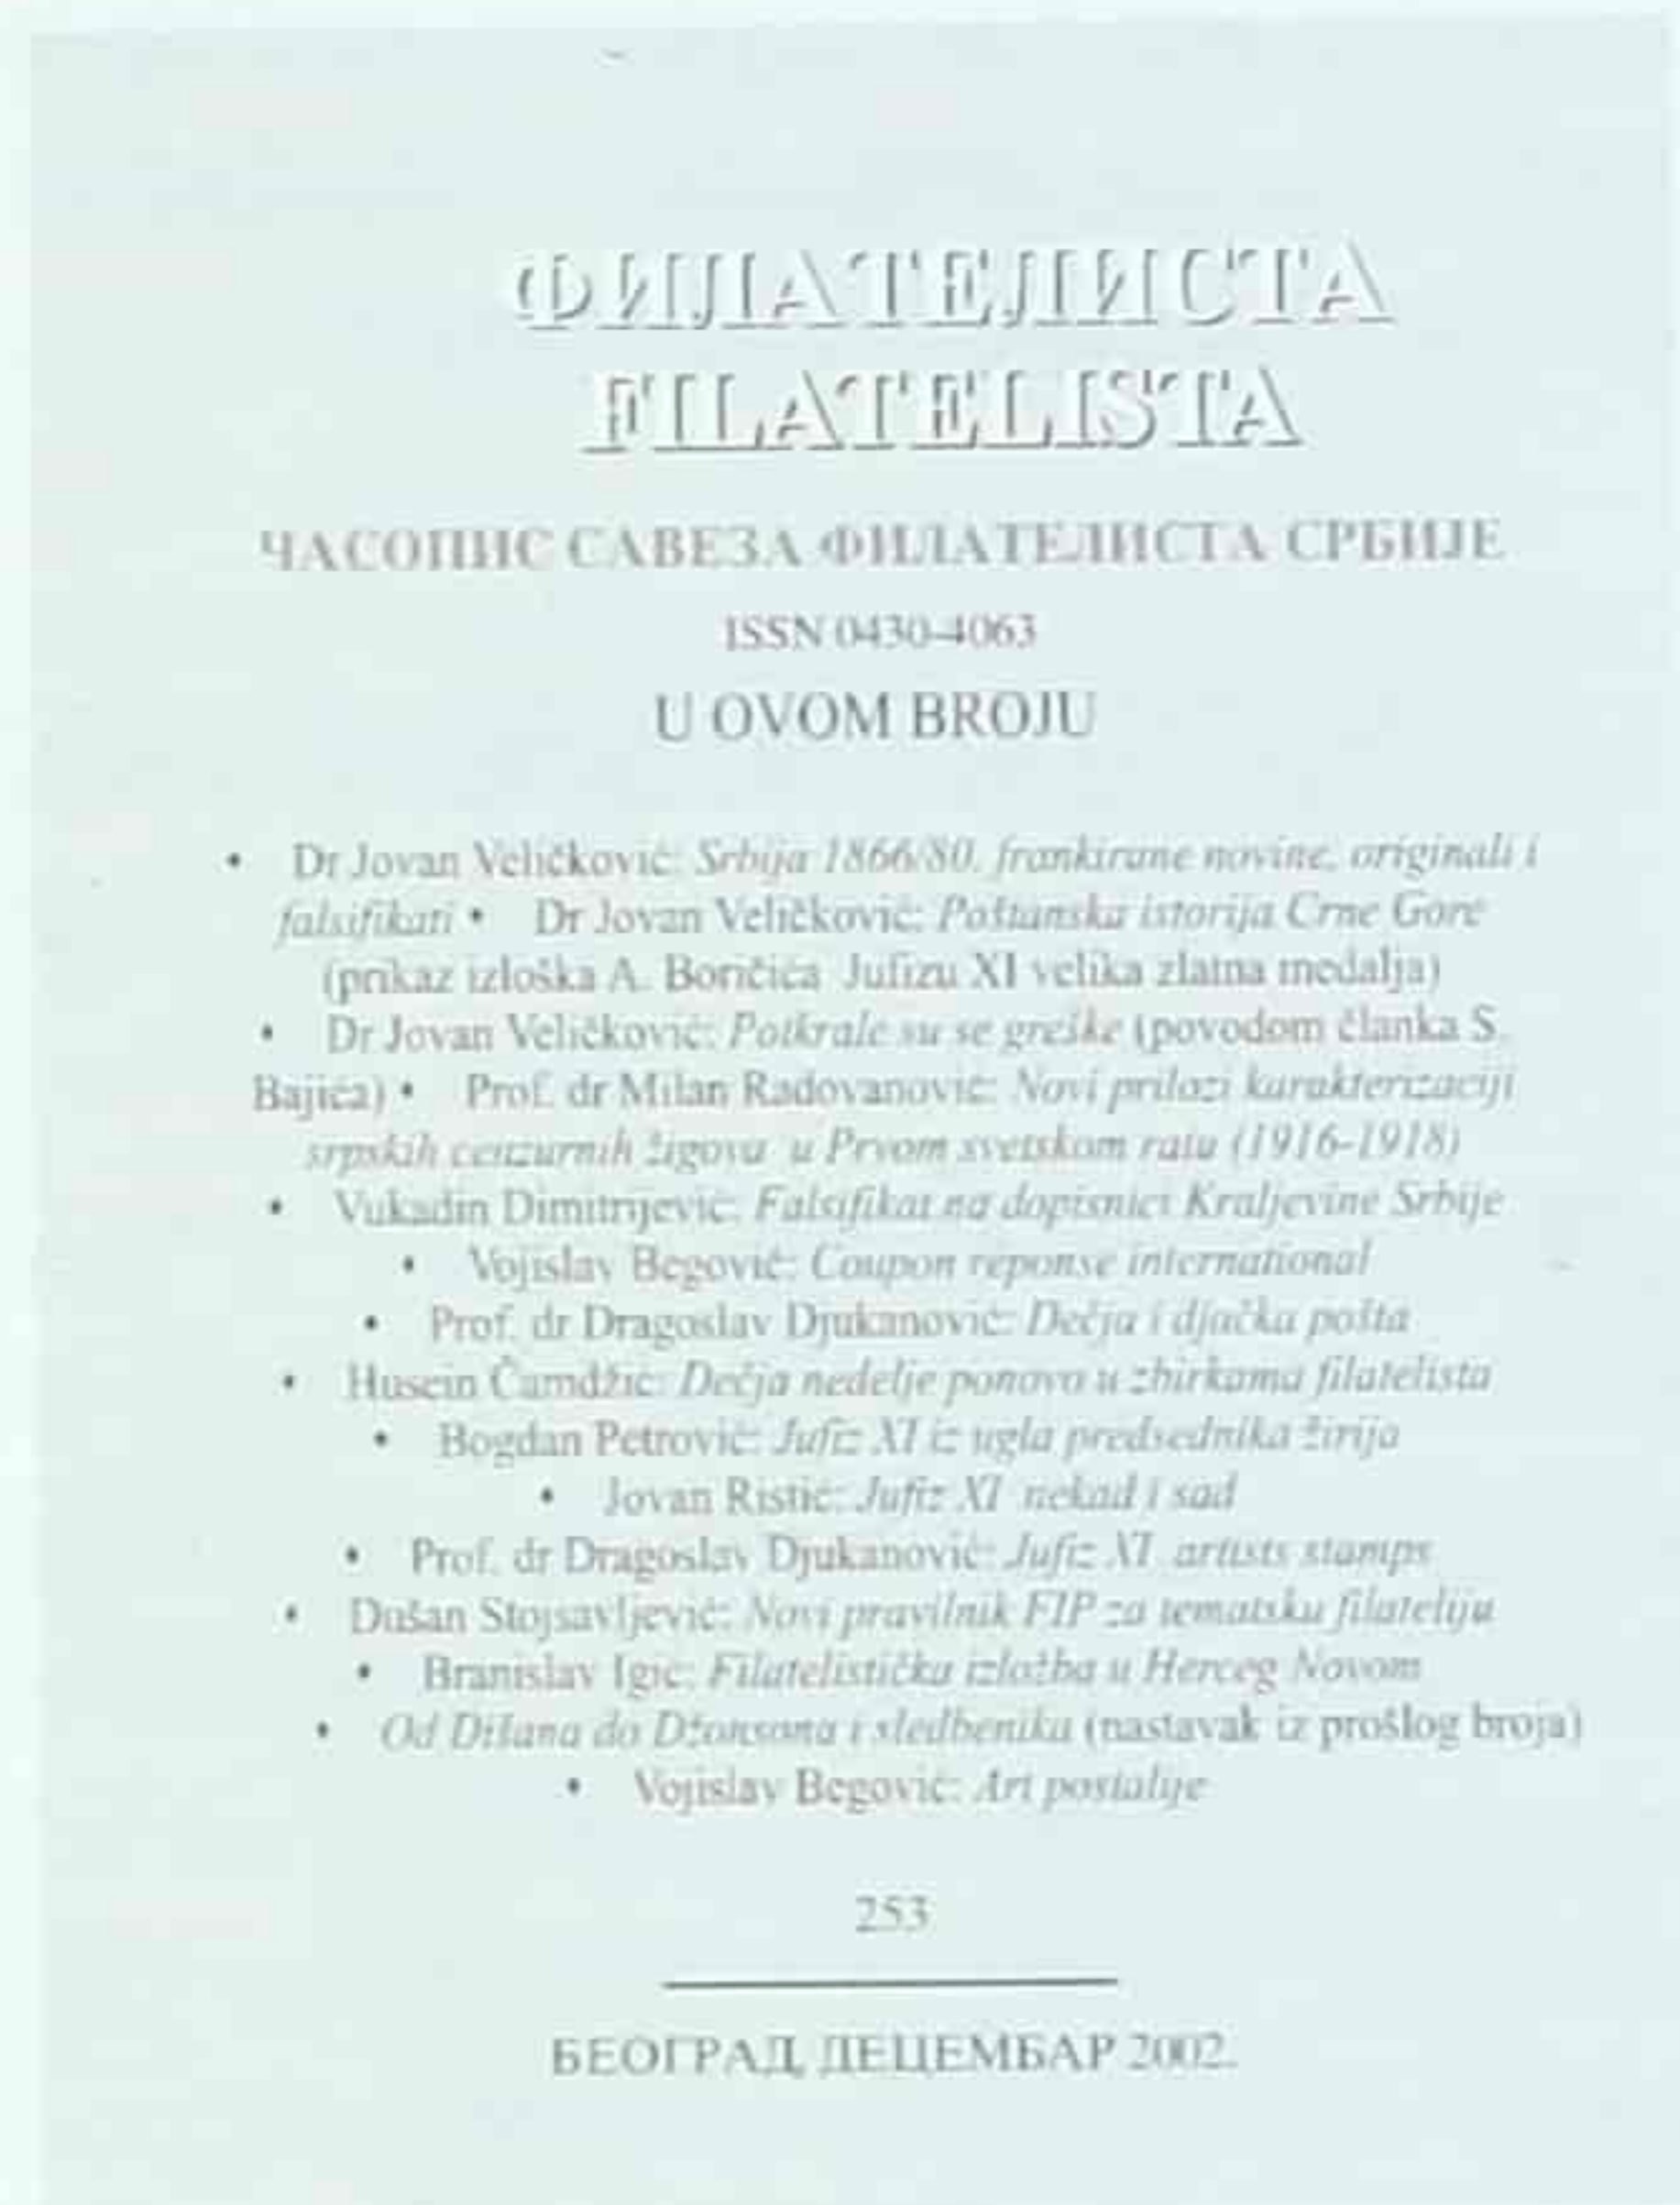 ФИЛАТЕЛИСТА
FILATELISTA
ЧАСОПИС САВЕЗА ФИЛАТЕЛИСТА СРБИЈЕ
ISSN 0430-4063
U OVOM BROJU
• Dr Jovan Veličković: Srbija 1866/80. frankirane novine, originali i
falsifikati • Dr Jovan Veličković: Poštanska istorija Crne Gore
(prikaz izloška A. Boričića Jufizu XI velika zlatna medalja)
• Dr Jovan Veličković: Potkrale su se greške (povodom članka S.
Bajića) • Prof. dr Milan Radovanović: Novi prilozi karakterizaciji
srpskih cenzurnih žigova u Prvom svetskom ratu (1916-1918)
• Vukadin Dimitrijević: Falsifikat na dopisnici Kraljevine Srbije
• Vojislav Begović: Coupon reponse international
• Prof. dr Dragoslav Djukanović: Dečja i djačka pošta
• Husein Čamdžić: Dečja nedelje ponovo u zbirkama filatelista
• Bogdan Petrović: Jufiz XI iz ugla predsednika žirija
• Jovan Ristić: Jufiz XI nekad i sad
• Prof. dr Dragoslav Djukanović: Jufiz XI artists stamps
• Dušan Stojsavljević: Novi pravilnik FIP za tematsku filateliju
• Branislav Igić: Filatelistička izložba u Herceg Novom
• Od Dišana do Džonsona i sledbenika (nastavak iz prošlog broja)
• Vojislav Begović: Art postalije
253
БЕОГРАД, ДЕЦЕМБАР 2002.